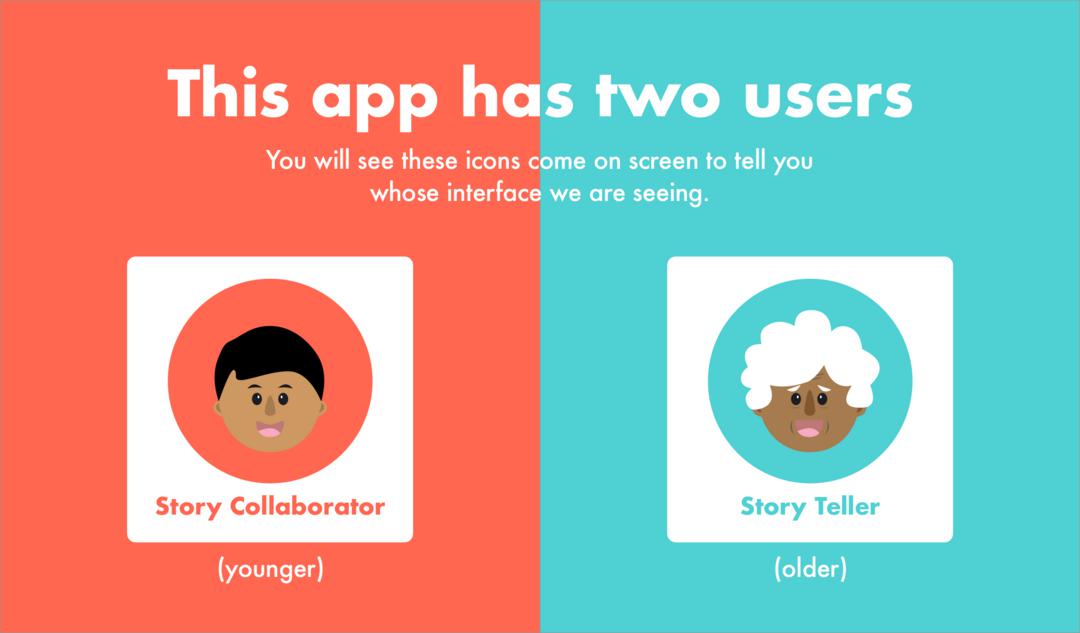 This app has two users
You will see these icons come on screen to tell you
whose interface we are seeing.
Story Collaborator
(younger)
Story Teller
(older)